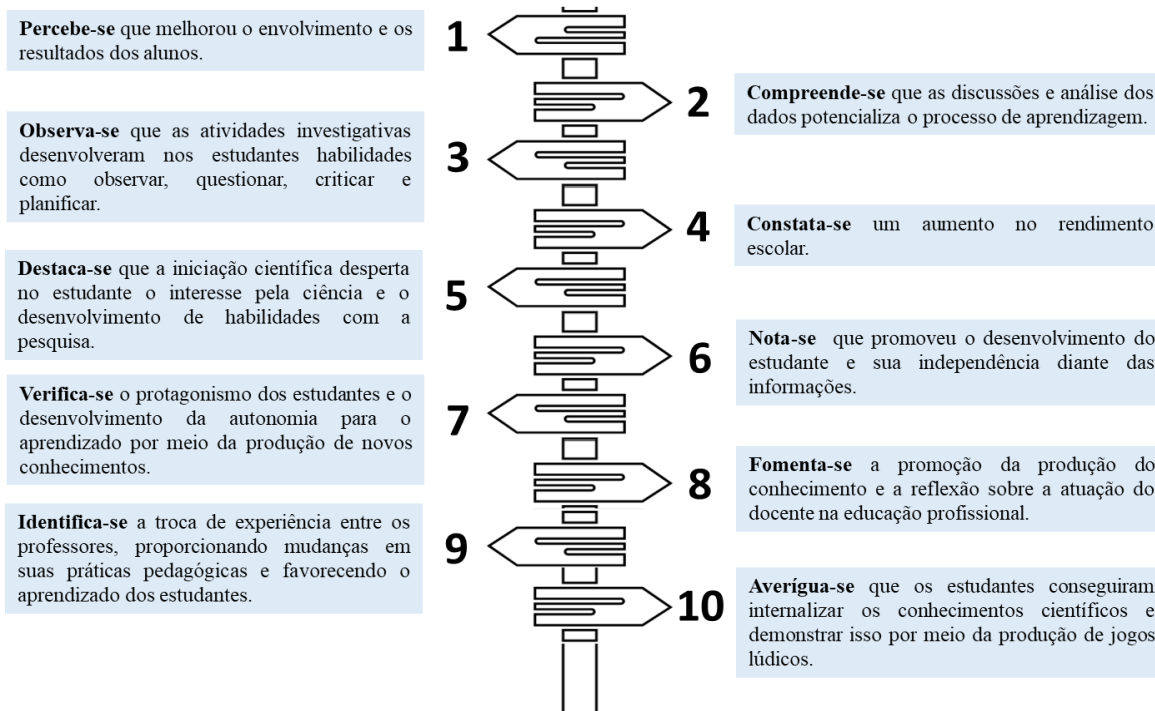 1
Percebe-se que melhorou o envolvimento e os
resultados dos alunos.
2
Compreende-se que as discussões e análise dos
dados potencializa o processo de aprendizagem.
3
Observa-se que as atividades investigativas
desenvolveram nos estudantes habilidades
como observar, questionar, criticar e
planificar.
4
Constata-se um aumento no rendimento
escolar.
5
Destaca-se que a iniciação científica desperta
no estudante o interesse pela ciência e o
desenvolvimento de habilidades com a
pesquisa.
6
Nota-se que promoveu o desenvolvimento do
estudante e sua independência diante das
informações.
7
Verifica-se o protagonismo dos estudantes e o
desenvolvimento da autonomia para o
aprendizado por meio da produção de novos
conhecimentos.
8
Fomenta-se a promoção da produção do
conhecimento e a reflexão sobre a atuação do
docente na educação profissional.
9
Identifica-se a troca de experiência entre os
professores, proporcionando mudanças em
suas práticas pedagógicas e favorecendo o
aprendizado dos estudantes.
10
Averígua-se que os estudantes conseguiram
internalizar os conhecimentos científicos e
demonstrar isso por meio da produção de jogos
lúdicos.